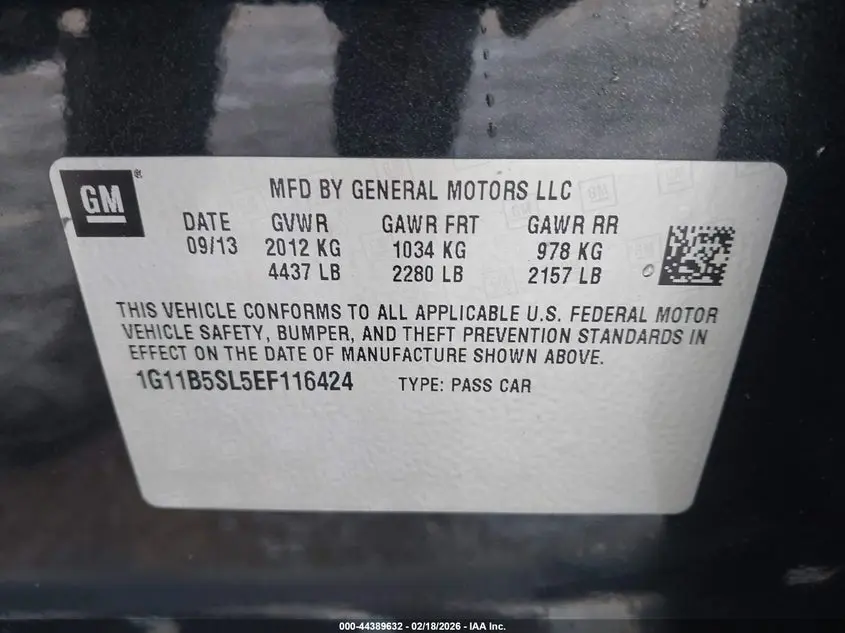 GM
MFD BY GENERAL MOTORS LLC
DATE GVWR GAWR FRT GAWR RR
09/13 2012 KG 1034 KG 978 KG
4437 LB 2280 LB 2157 LB
THIS VEHICLE CONFORMS TO ALL APPLICABLE U.S. FEDERAL MOTOR
VEHICLE SAFETY, BUMPER, AND THEFT PREVENTION STANDARDS IN
EFFECT ON THE DATE OF MANUFACTURE SHOWN ABOVE.
1G11B5SL5EF116424 TYPE: PASS CAR
000-44389632 - 02/18/2026 - IAA Inc.